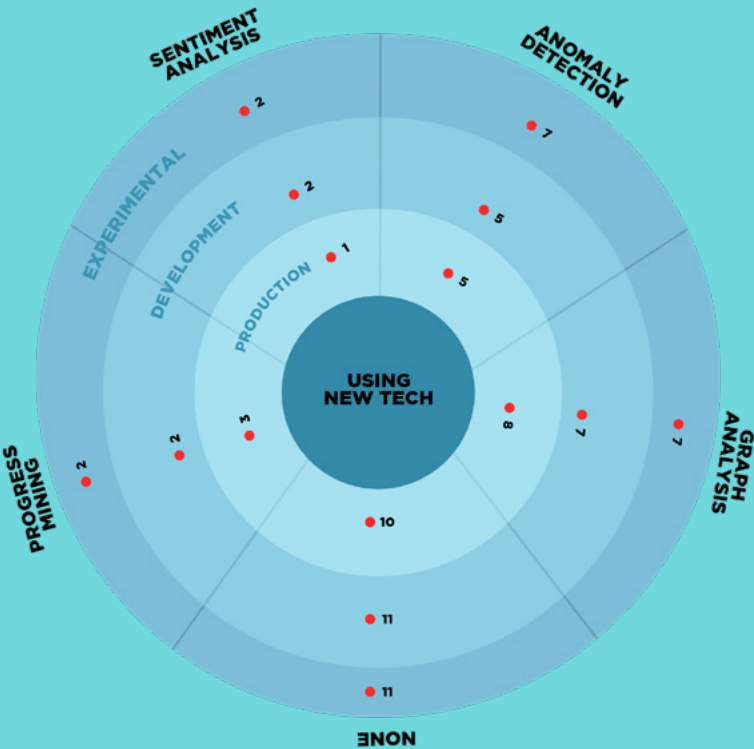 SENTIMENT
ANALYSIS
ANOMALY
DETECTION
2
7
EXPERIMENTAL
2
5
DEVELOPMENT
1
5
PRODUCTION
USING
NEW TECH
8
7
7
GRAPH
ANALYSIS
3
2
2
PROGRESS
MINING
10
11
11
NONE